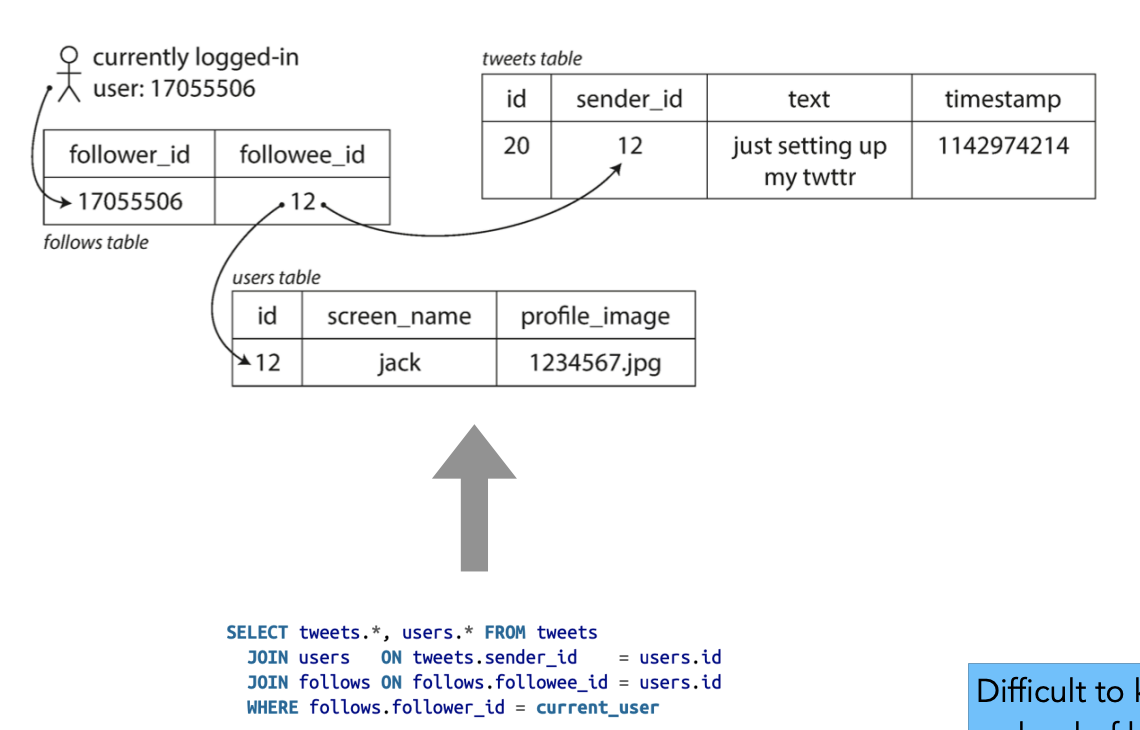 currently logged-in
user: 17055506
tweets table
id sender_id text timestamp
20 12 just setting up 1142974214
my twttr
follower_id followee_id
17055506 12
follows table
users table
id screen_name profile_image
12 jack 1234567.jpg
SELECT tweets.*, users.* FROM tweets
JOIN users ON tweets.sender_id = users.id
JOIN follows ON follows.followee_id = users.id
WHERE follows.follower_id = current_user
Difficult to